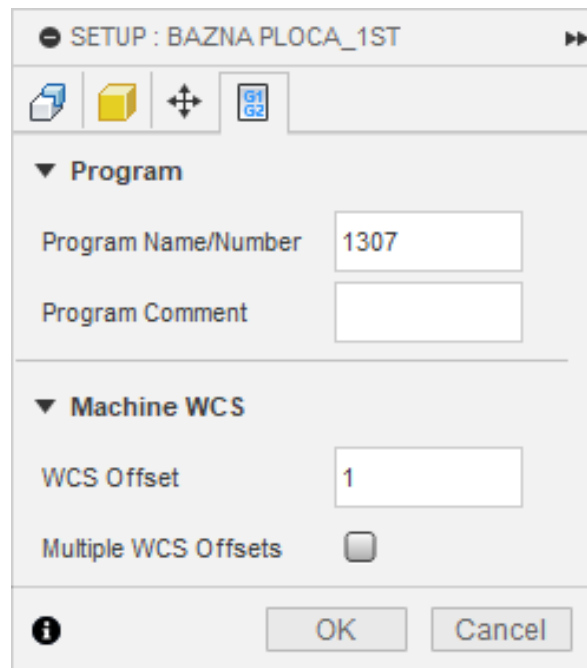 SETUP : BAZNA PLOCA_1ST
G1
G2
Program
Program Name/Number 1307
Program Comment
Machine WCS
WCS Offset 1
Multiple WCS Offsets
OK Cancel